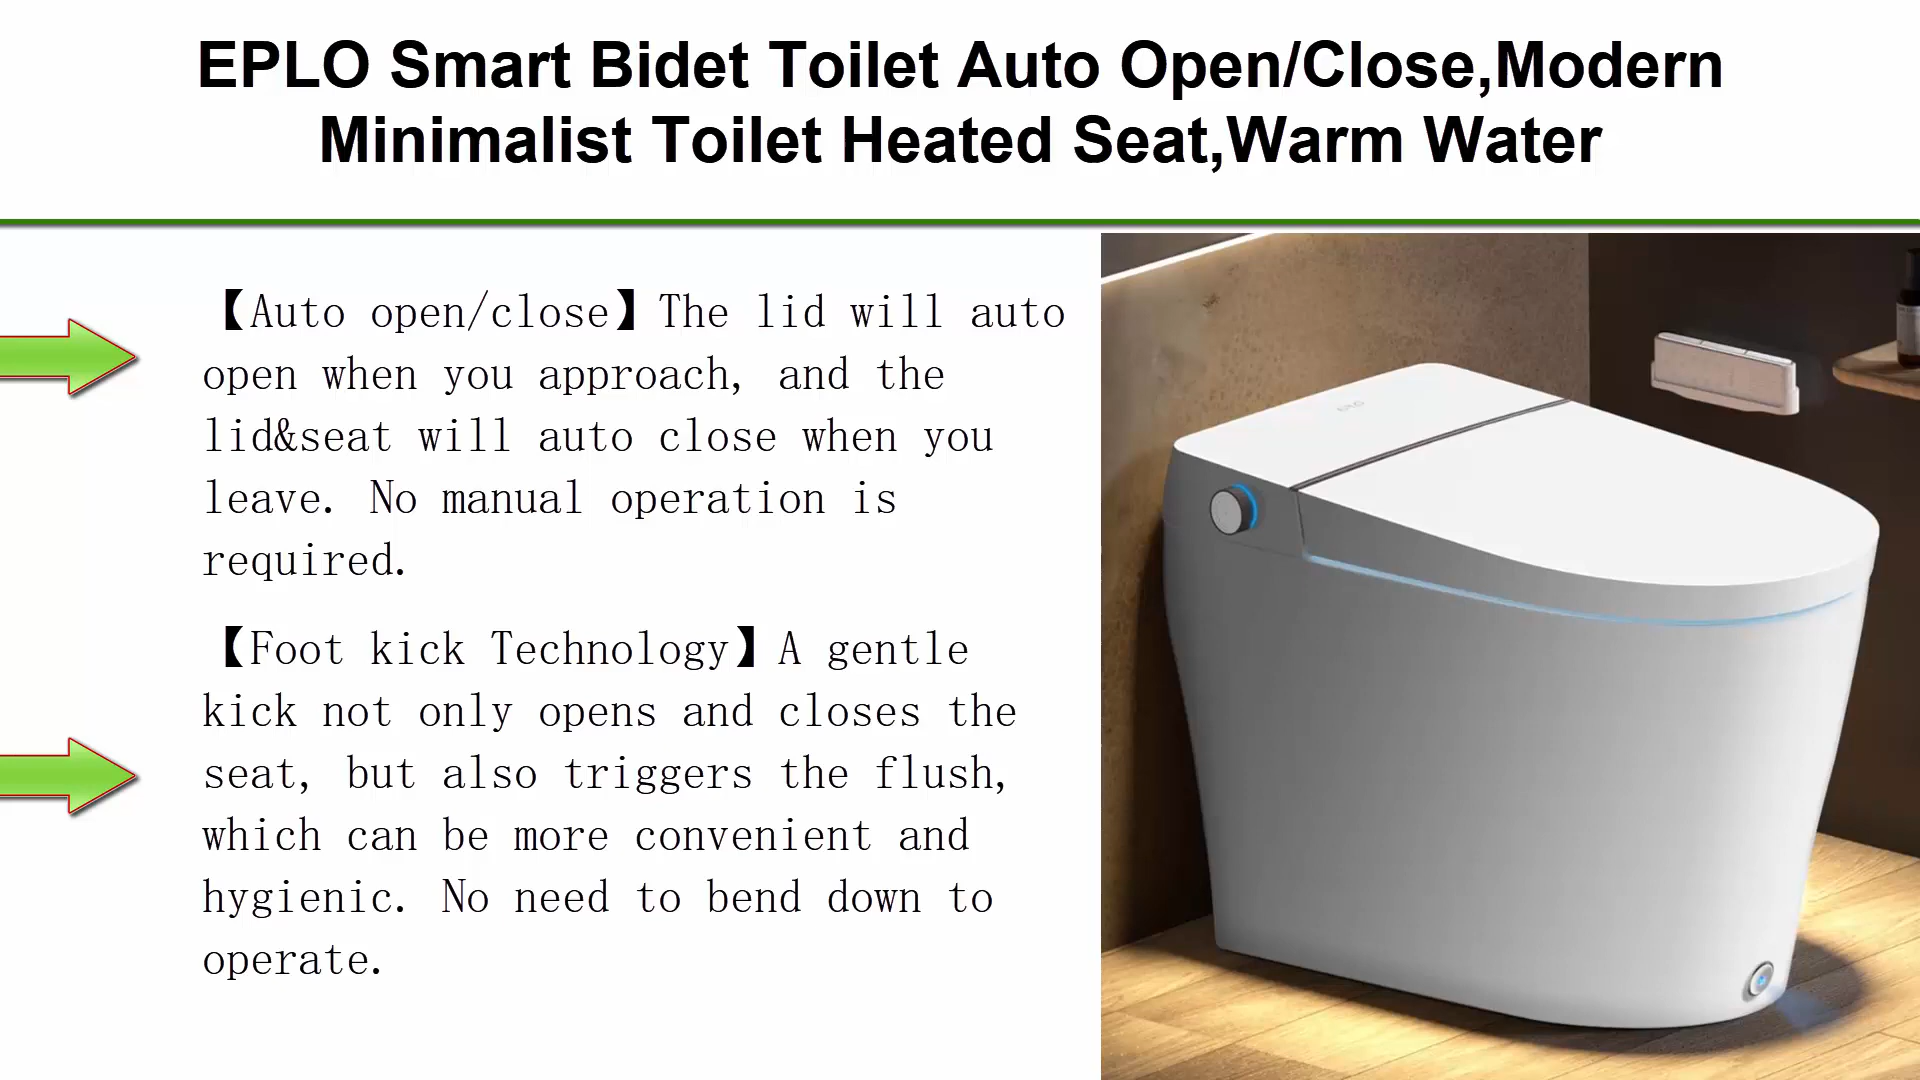 EPLO Smart Bidet Toilet Auto Open/Close,Modern
Minimalist Toilet Heated Seat,Warm Water
【Auto open/close】The lid will auto
open when you approach, and the
lid&seat will auto close when you
leave. No manual operation is
required.
【Foot kick Technology】A gentle
kick not only opens and closes the
seat, but also triggers the flush,
which can be more convenient and
hygienic. No need to bend down to
operate.
EPLO